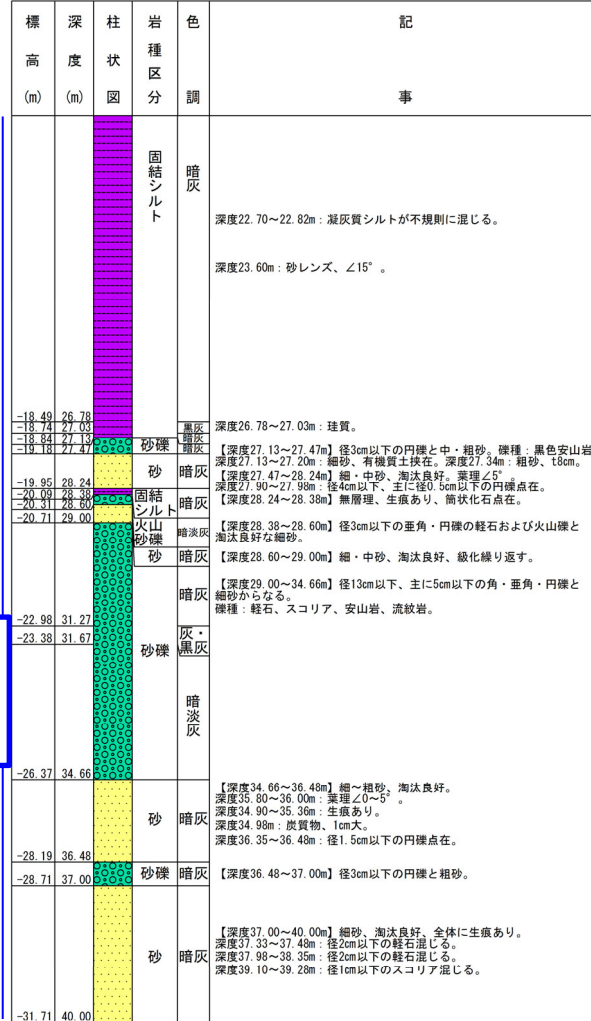 標高(m)
深度(m)
柱状図
岩種区分
色調
記事
固結シルト
暗灰
深度22.70～22.82m：凝灰質シルトが不規則に混じる。
深度23.60m：砂レンズ、∠15°。
-18.49 26.78
-18.74 27.03
黒灰
深度26.78～27.03m：珪質。
-18.84 27.13
暗灰
-19.18 27.47
砂礫
暗灰
【深度27.13～27.47m】径3cm以下の円礫と中・粗砂。礫種：黒色安山岩
深度27.13～27.20m：細砂、有機質土挟在。深度27.34m：粗砂、t8cm。
-19.95 28.24
砂
暗灰
【深度27.47～28.24m】細・中砂、淘汰良好。葉理∠5°。
深度27.90～27.98m：径4cm以下、主に径0.5cm以下の円礫点在。
-20.09 28.38
固結シルト
暗灰
【深度28.24～28.38m】無層理、生痕あり、筒状化石点在。
-20.31 28.60
火山砂礫
暗淡灰
【深度28.38～28.60m】径3cm以下の亜角・円礫の軽石および火山礫と
淘汰良好な細砂。
-20.71 29.00
砂
暗灰
【深度28.60～29.00m】細・中砂、淘汰良好、級化繰り返す。
暗灰
【深度29.00～34.66m】径13cm以下、主に5cm以下の角・亜角・円礫と
細砂からなる。
礫種：軽石、スコリア、安山岩、流紋岩。
-22.98 31.27
灰・黒灰
-23.38 31.67
砂礫
暗淡灰
-26.37 34.66
【深度34.66～36.48m】細～粗砂、淘汰良好。
深度35.80～36.00m：葉理∠0～5°。
深度34.90～35.36m：生痕あり。
砂
暗灰
深度34.98m：炭質物、1cm大。
深度36.35～36.48m：径1.5cm以下の円礫点在。
-28.19 36.48
砂礫
暗灰
【深度36.48～37.00m】径3cm以下の円礫と粗砂。
-28.71 37.00
【深度37.00～40.00m】細砂、淘汰良好、全体に生痕あり。
深度37.33～37.48m：径2cm以下の軽石混じる。
砂
暗灰
深度37.98～38.35m：径2cm以下の軽石混じる。
深度39.10～39.28m：径1cm以下のスコリア混じる。
-31.71 40.00